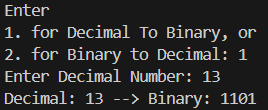 Enter
1. for Decimal To Binary, or
2. for Binary to Decimal: 1
Enter Decimal Number: 13
Decimal: 13 --> Binary: 1101